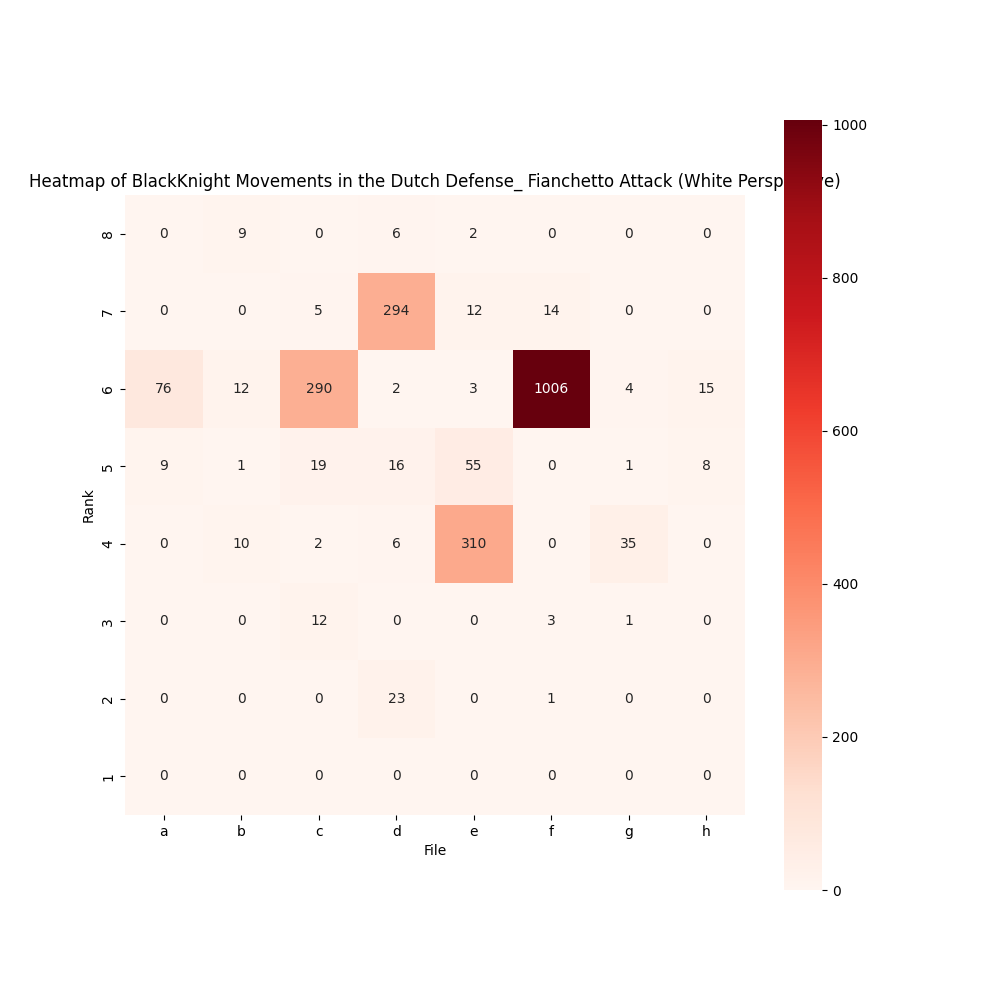 Heatmap of BlackKnight Movements in the Dutch Defense_ Fianchetto Attack (White Persp ve)
1000
800
600
400
200
0
Rank
8 0 9 0 6 2 0 0 0
7 0 0 5 294 12 14 0 0
6 76 12 290 2 3 1006 4 15
5 9 1 19 16 55 0 1 8
4 0 10 2 6 310 0 35 0
3 0 0 12 0 0 3 1 0
2 0 0 0 23 0 1 0 0
1 0 0 0 0 0 0 0 0
a b c d e f g h
File